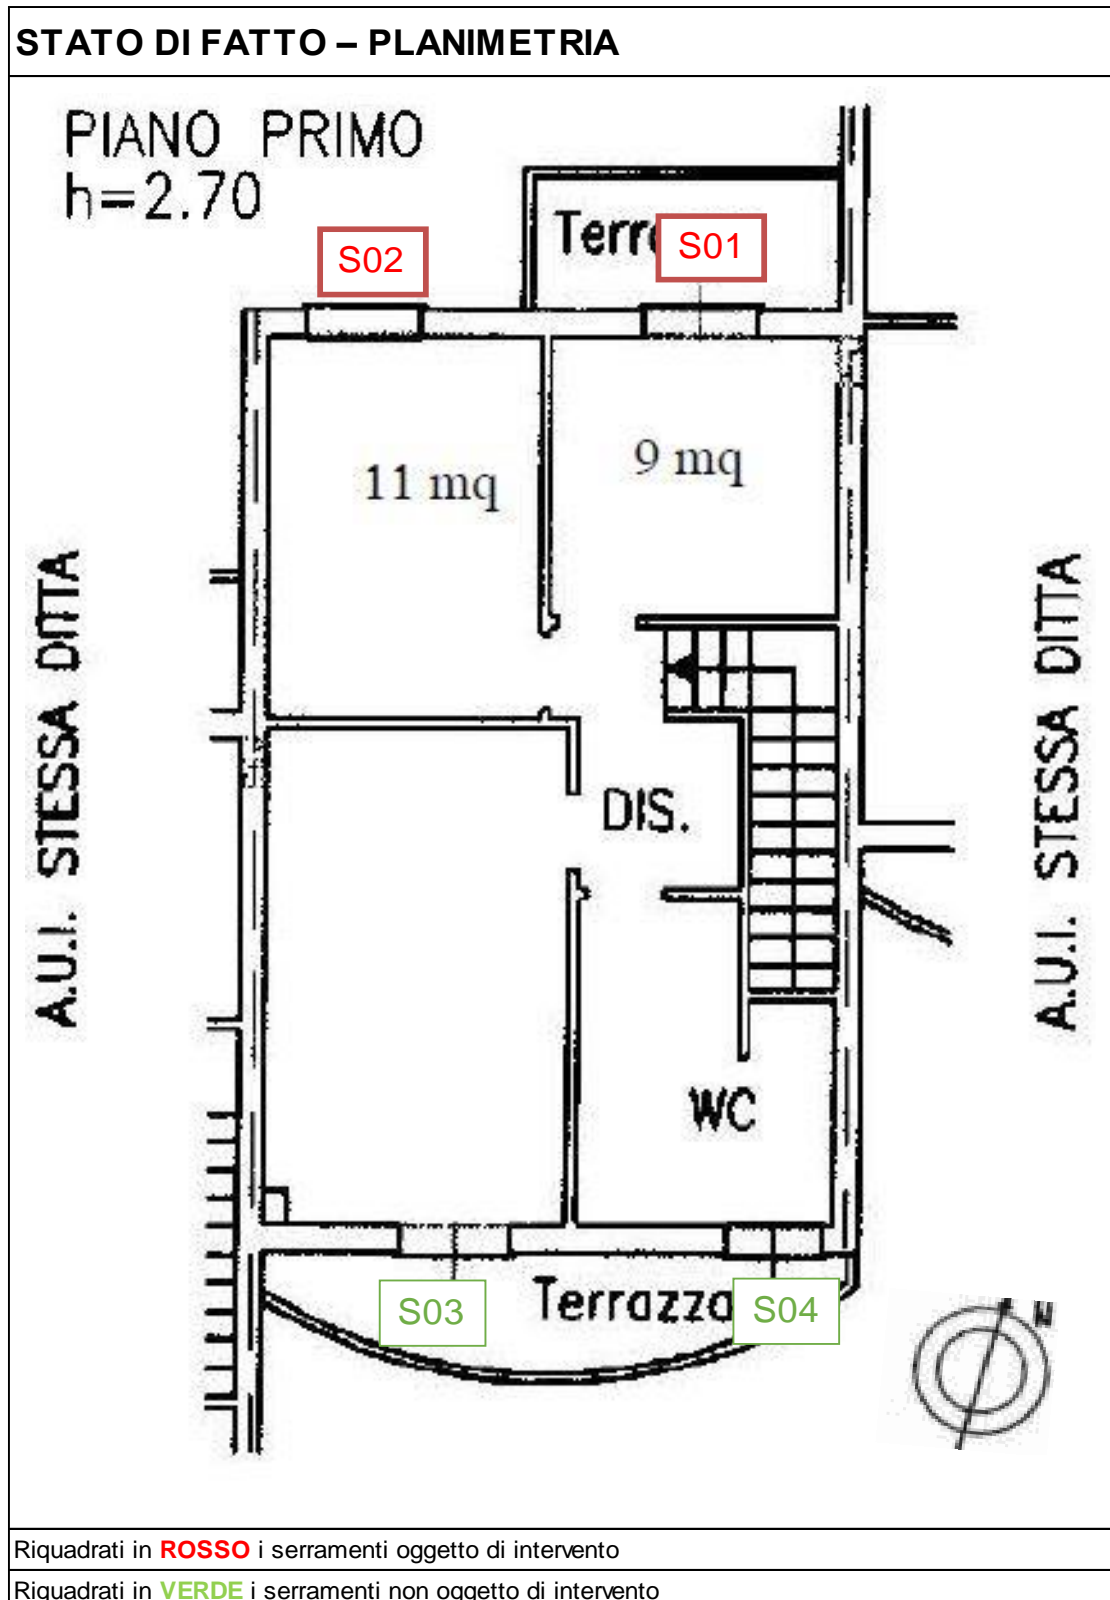 STATO DI FATTO – PLANIMETRIA
PIANO PRIMO
h=2.70
S02
S01
11 mq
9 mq
A.U.I. STESSA DITTA
A.U.I. STESSA DITTA
DIS.
WC
S03
Terrazza
S04
N
Riquadrati in ROSSO i serramenti oggetto di intervento
Riquadrati in VERDE i serramenti non oggetto di intervento